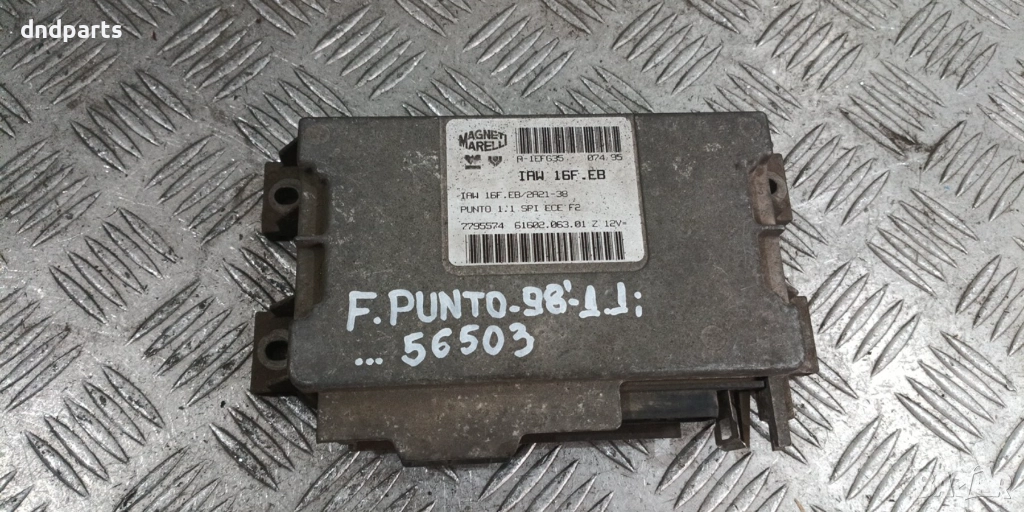 dndparts
MAGNETI
MARELLI
A-IEF635 074.95
IAW 16F.EB
IAW 16F.EB/2A21-38
PUNTO 1.1 SPI ECE F2
7795574 61602.063.01 Z 12V=
F.PUNTO-98'-1.1i
... 56503